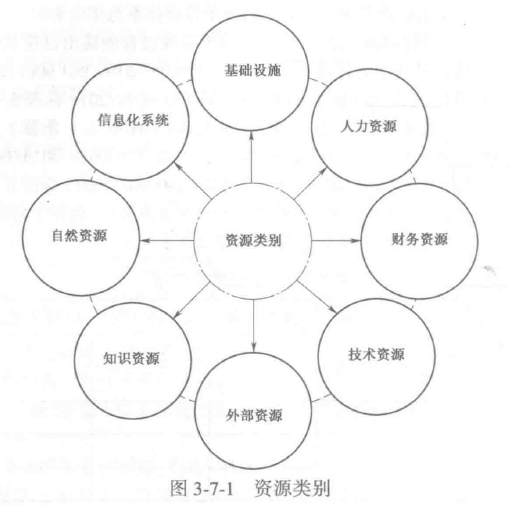 基础设施
信息化系统
人力资源
自然资源
资源类别
财务资源
知识资源
技术资源
外部资源
图 3-7-1 资源类别